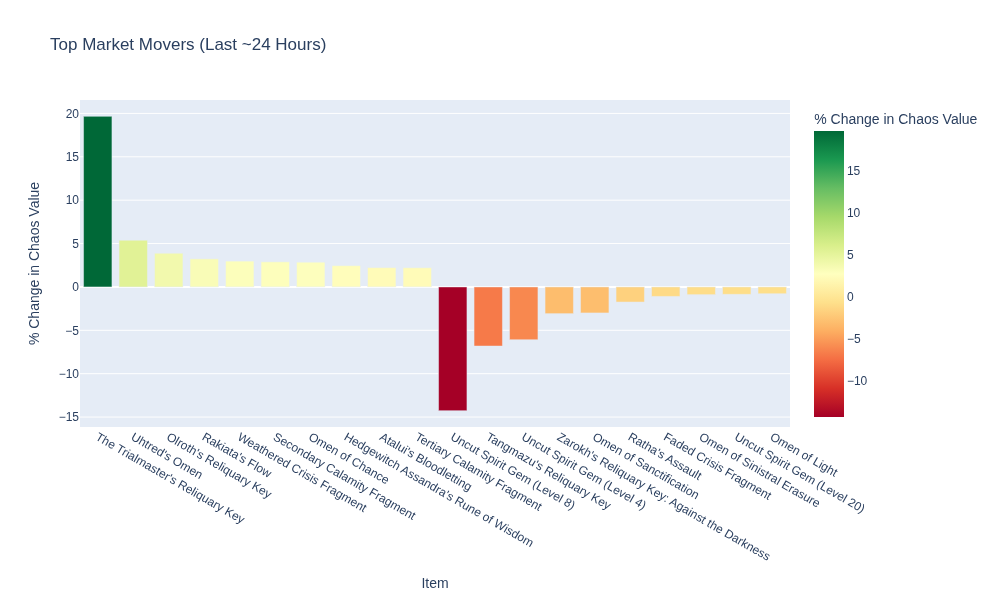 Top Market Movers (Last ~24 Hours)
% Change in Chaos Value
20
15
10
5
0
−5
−10
−15
The Trialmaster's Reliquary Key
Uhtred's Omen
Olroth's Reliquary Key
Rakiata's Flow
Weathered Crisis Fragment
Secondary Calamity Fragment
Omen of Chance
Hedgewitch Assandra's Rune of Wisdom
Atalui's Bloodletting
Tertiary Calamity Fragment
Uncut Spirit Gem (Level 8)
Tangmazu's Reliquary Key
Uncut Spirit Gem (Level 4)
Zarokh's Reliquary Key: Against the Darkness
Omen of Sanctification
Ratha's Assault
Faded Crisis Fragment
Omen of Sinistral Erasure
Uncut Spirit Gem (Level 20)
Omen of Light
Item
% Change in Chaos Value
15
10
5
0
−5
−10